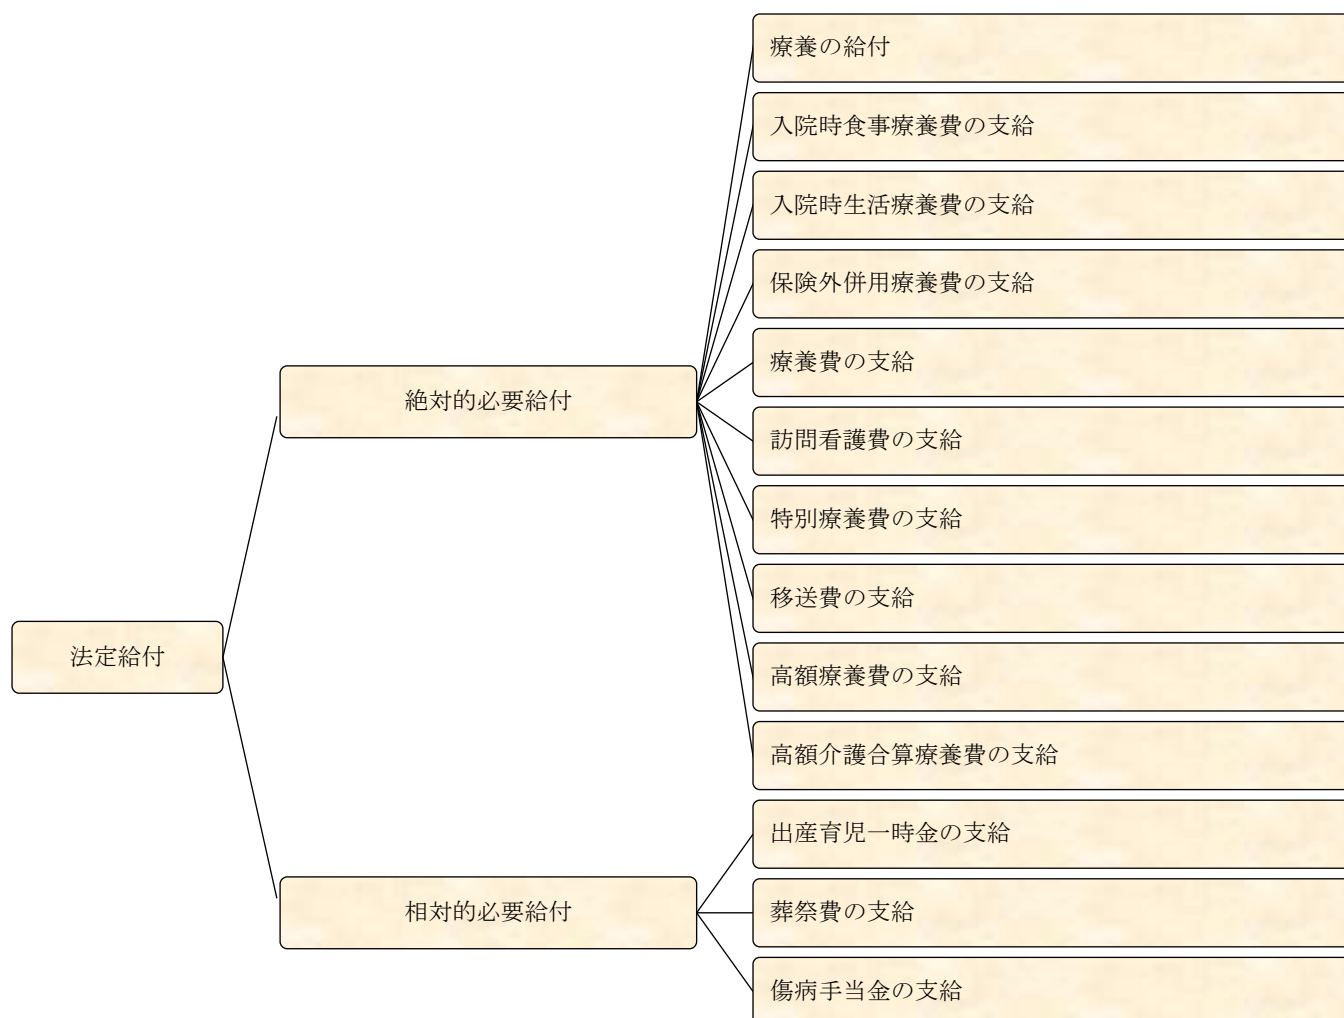 法定給付
絶対的必要給付
療養の給付
入院時食事療養費の支給
入院時生活療養費の支給
保険外併用療養費の支給
療養費の支給
訪問看護費の支給
特別療養費の支給
移送費の支給
高額療養費の支給
高額介護合算療養費の支給
相対的必要給付
出産育児一時金の支給
葬祭費の支給
傷病手当金の支給